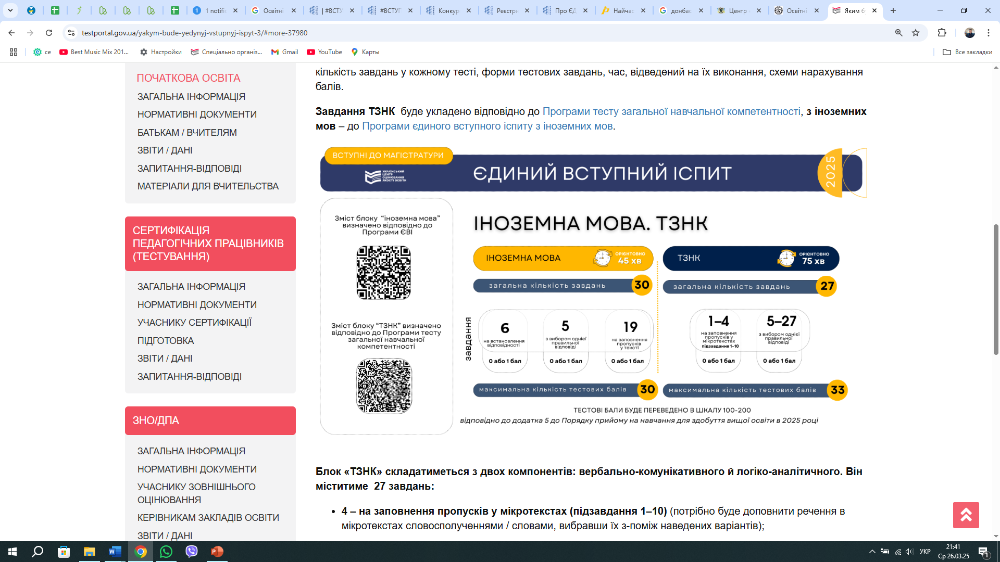 1 notific
Освітні
| #ВСТУ
#ВСТУГ
Конкур
Реєстри
Про ЄД
Найчас
донбас
Центр
Освітні
Яким б
testportal.gov.ua/yakym-bude-yedynyj-vstupnyj-ispyt-3/#more-37980
ce
Best Music Mix 201...
Настройки
Спеціально організ...
Gmail
YouTube
Карты
Все закладки
ПОЧАТКОВА ОСВІТА
ЗАГАЛЬНА ІНФОРМАЦІЯ
НОРМАТИВНІ ДОКУМЕНТИ
БАТЬКАМ / ВЧИТЕЛЯМ
ЗВІТИ / ДАНІ
ЗАПИТАННЯ-ВІДПОВІДІ
МАТЕРІАЛИ ДЛЯ ВЧИТЕЛЬСТВА
СЕРТИФІКАЦІЯ
ПЕДАГОГІЧНИХ ПРАЦІВНИКІВ
(ТЕСТУВАННЯ)
ЗАГАЛЬНА ІНФОРМАЦІЯ
НОРМАТИВНІ ДОКУМЕНТИ
УЧАСНИКУ СЕРТИФІКАЦІЇ
ПІДГОТОВКА
ЗВІТИ / ДАНІ
ЗАПИТАННЯ-ВІДПОВІДІ
ЗНО/ДПА
ЗАГАЛЬНА ІНФОРМАЦІЯ
НОРМАТИВНІ ДОКУМЕНТИ
УЧАСНИКУ ЗОВНІШНЬОГО
ОЦІНЮВАННЯ
КЕРІВНИКАМ ЗАКЛАДІВ ОСВІТИ
ЗВІТИ / ДАНІ
кількість завдань у кожному тесті, форми тестових завдань, час, відведений на їх виконання, схеми нарахування
балів.
Завдання ТЗНК буде укладено відповідно до Програми тесту загальної навчальної компетентності, з іноземних
мов – до Програми єдиного вступного іспиту з іноземних мов.
ВСТУПНІ ДО МАГІСТРАТУРИ
УКРАЇНСЬКИЙ
ЦЕНТР
ОЦІНЮВАННЯ
ЯКОСТІ ОСВІТИ
ЄДИНИЙ ВСТУПНИЙ ІСПИТ
2025
Зміст блоку “іноземна мова”
визначено відповідно до
Програми ЄВІ
Зміст блоку “ТЗНК” визначено
відповідно до Програми тесту
загальної навчальної
компетентності
ІНОЗЕМНА МОВА. ТЗНК
ІНОЗЕМНА МОВА
ОРІЄНТОВНО
45 хв
загальна кількість завдань 30
завдання
6
на встановлення
відповідності
0 або 1 бал
5
з вибором однієї
правильної
відповіді
0 або 1 бал
19
на заповнення
пропусків
у тексті
0 або 1 бал
максимальна кількість тестових балів 30
ТЗНК
ОРІЄНТОВНО
75 хв
загальна кількість завдань 27
1–4
на заповнення
пропусків у
мікротекстах
підзавдання 1-10
0 або 1 бал
5–27
з вибором однієї
правильної
відповіді
0 або 1 бал
максимальна кількість тестових балів 33
ТЕСТОВІ БАЛИ БУДЕ ПЕРЕВЕДЕНО В ШКАЛУ 100-200
відповідно до додатка 5 до Порядку прийому на навчання для здобуття вищої освіти в 2025 році
Блок «ТЗНК» складатиметься з двох компонентів: вербально-комунікативного й логіко-аналітичного. Він
міститиме 27 завдань:
• 4 – на заповнення пропусків у мікротекстах (підзавдання 1–10) (потрібно буде доповнити речення в
мікротекстах словосполученнями / словами, вибравши їх з-поміж наведених варіантів);
УКР
21:41
Ср 26.03.25
1